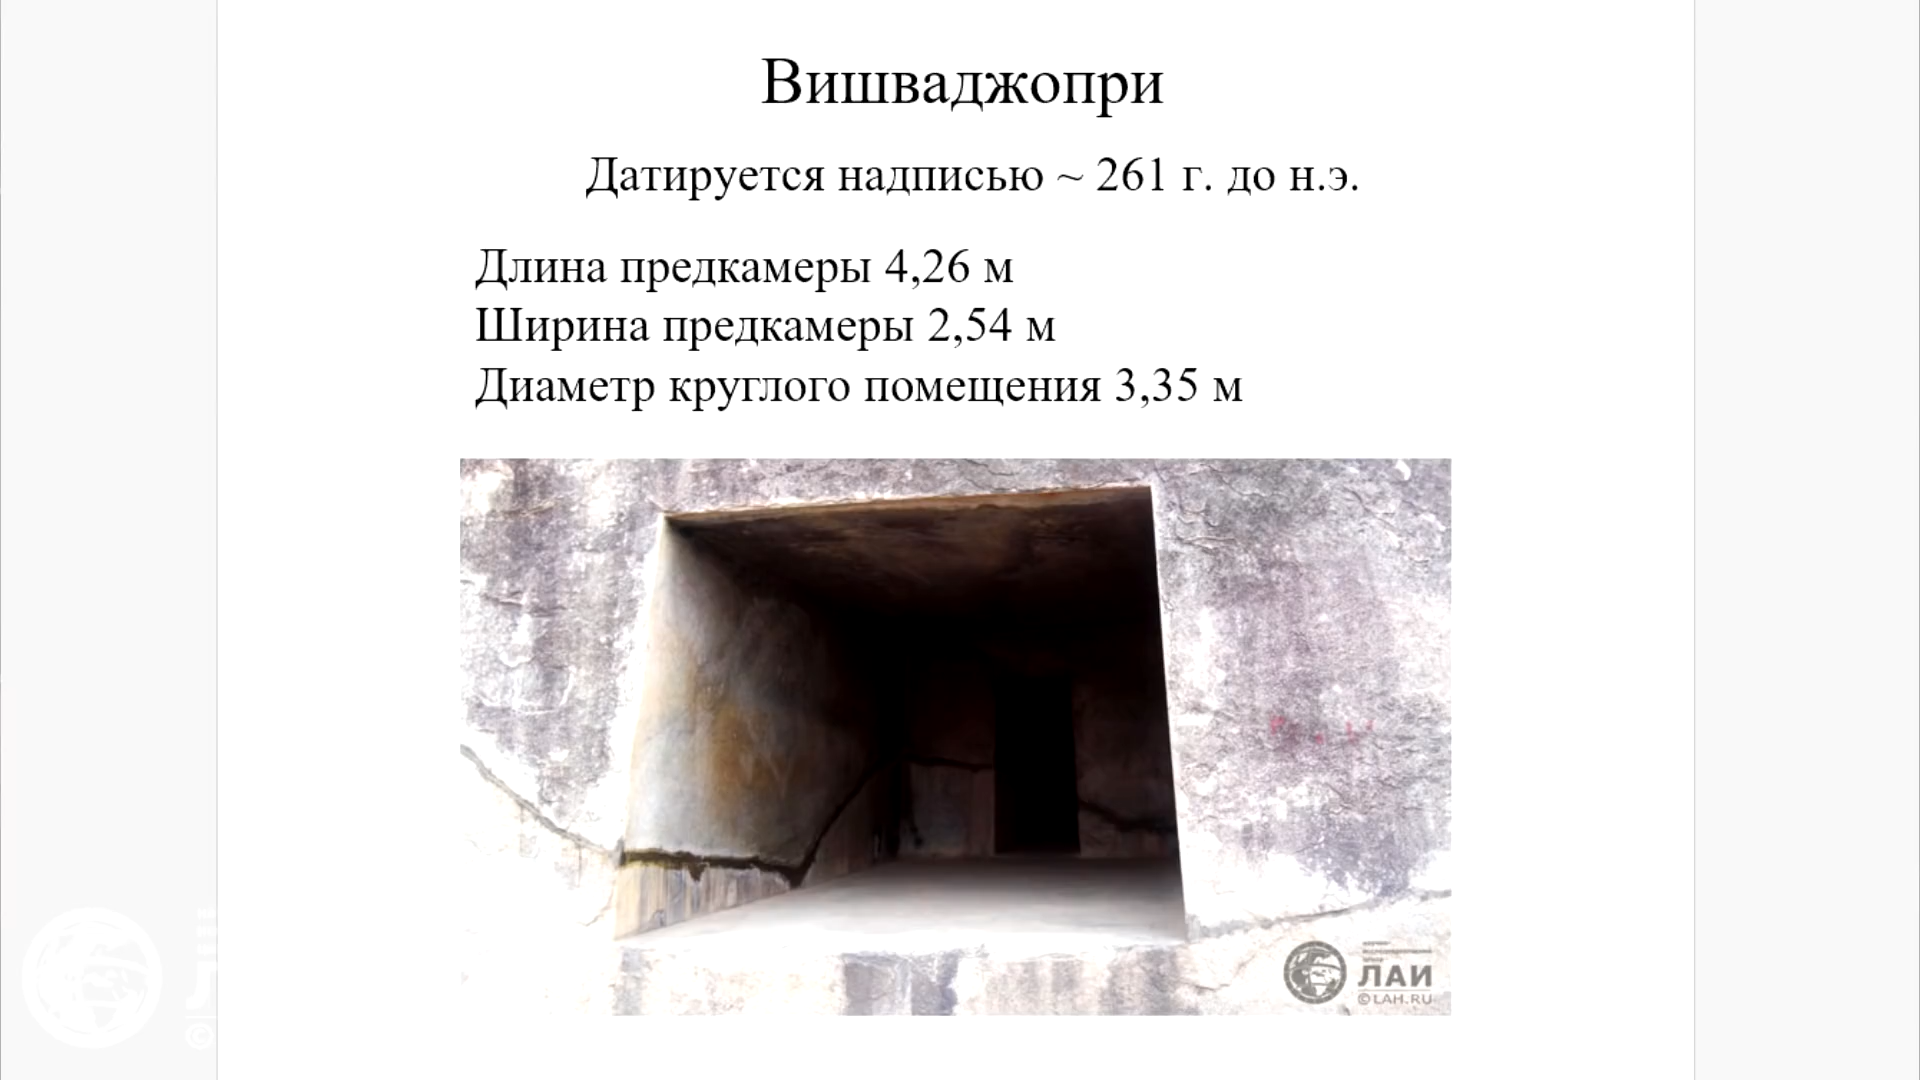 Вишваджопри
Датируется надписью ~ 261 г. до н.э.
Длина предкамеры 4,26 м
Ширина предкамеры 2,54 м
Диаметр круглого помещения 3,35 м
ЛАИ
©LAH.RU